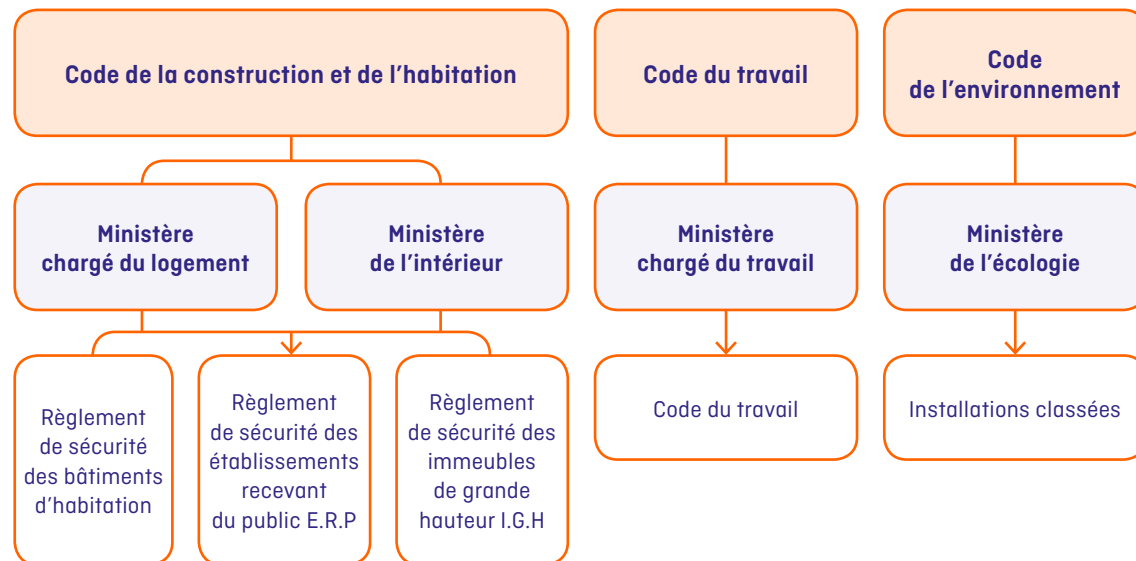 Code de la construction et de l’habitation
Code du travail
Code
de l’environnement
Ministère
chargé du logement
Ministère
de l’intérieur
Ministère
chargé du travail
Ministère
de l’écologie
Règlement
de sécurité
des bâtiments
d’habitation
Règlement
de sécurité des
établissements
recevant
du public E.R.P
Règlement
de sécurité des
immeubles
de grande
hauteur I.G.H
Code du travail
Installations classées